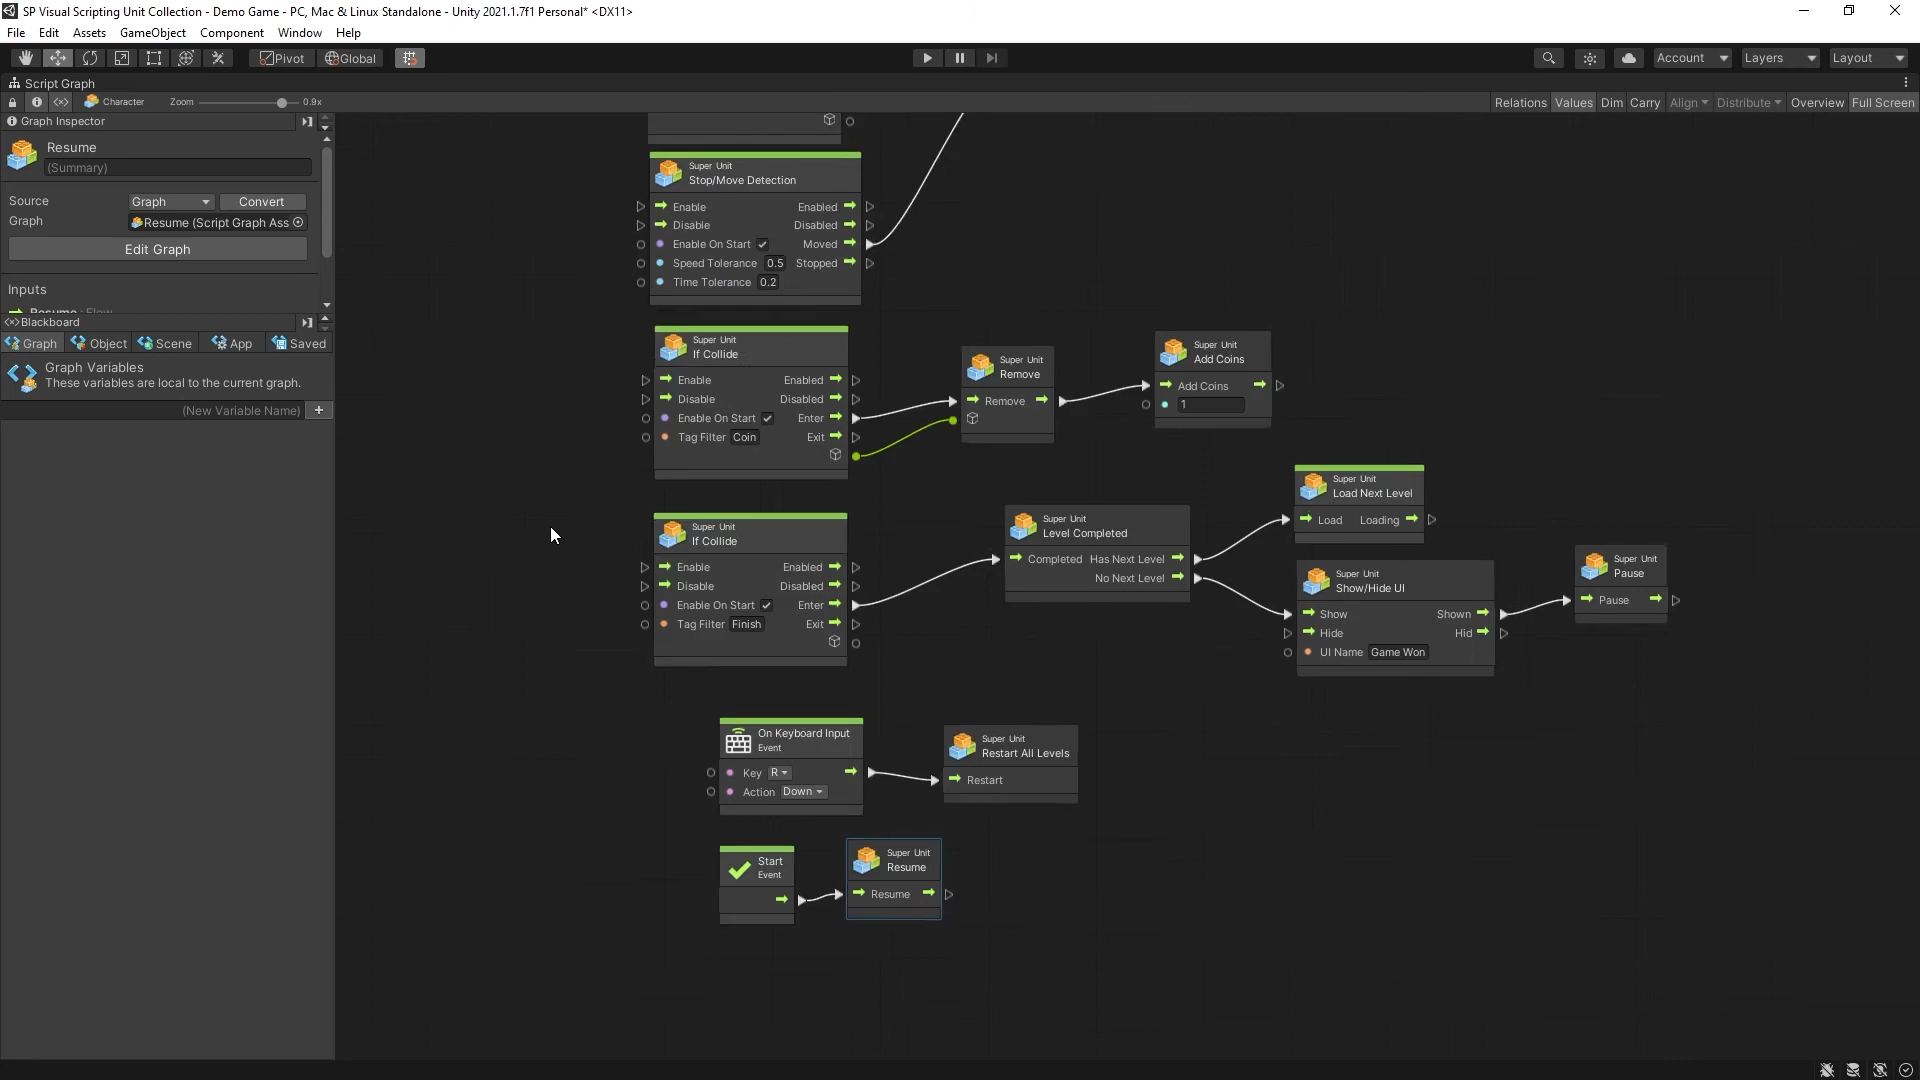 SP Visual Scripting Unit Collection - Demo Game - PC, Mac & Linux Standalone - Unity 2021.1.7f1 Personal* <DX11>
File Edit Assets GameObject Component Window Help
Pivot Global Account Layers Layout
Script Graph
Character Zoom 0.9x Relations Values Dim Carry Align Distribute Overview Full Screen
Graph Inspector
Resume
(Summary)
Source Graph Convert
Graph Resume (Script Graph Ass
Edit Graph
Inputs
Resume : Flow
Blackboard
Graph Object Scene App Saved
Graph Variables
These variables are local to the current graph.
(New Variable Name) +
Super Unit
Stop/Move Detection
Enable Enabled
Disable Disabled
Enable On Start Moved
Speed Tolerance 0.5 Stopped
Time Tolerance 0.2
Super Unit
If Collide
Enable Enabled
Disable Disabled
Enable On Start Enter
Tag Filter Coin Exit
Super Unit
Remove
Remove
Super Unit
Add Coins
Add Coins
1
Super Unit
If Collide
Enable Enabled
Disable Disabled
Enable On Start Enter
Tag Filter Finish Exit
Super Unit
Level Completed
Completed Has Next Level
No Next Level
Super Unit
Load Next Level
Load Loading
Super Unit
Show/Hide UI
Show Shown
Hide Hid
UI Name Game Won
Super Unit
Pause
Pause
On Keyboard Input
Event
Key R
Action Down
Super Unit
Restart All Levels
Restart
Start
Event
Super Unit
Resume
Resume